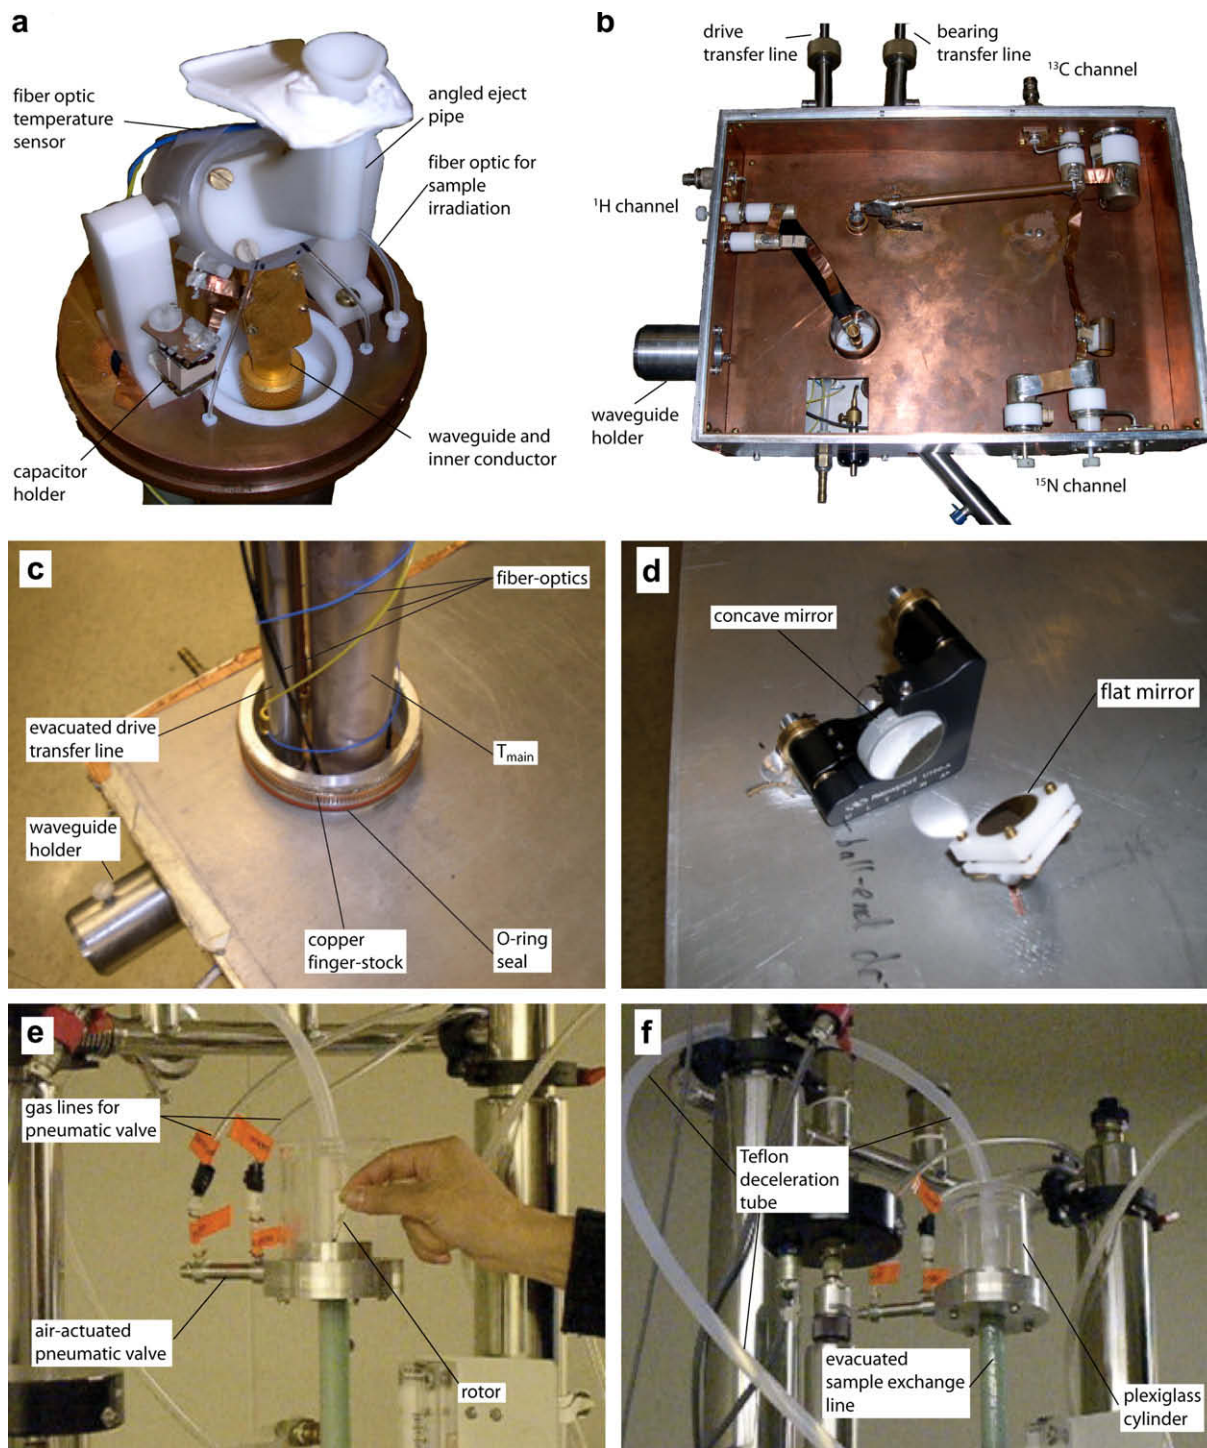 a
fiber optic
temperature
sensor
angled eject
pipe
fiber optic for
sample
irradiation
capacitor
holder
waveguide and
inner conductor
b
drive
transfer line
bearing
transfer line
¹³C channel
¹H channel
waveguide
holder
¹⁵N channel
c
fiber-optics
evacuated drive
transfer line
Tmain
waveguide
holder
copper
finger-stock
O-ring
seal
d
concave mirror
flat mirror
Newport
ball-end
e
gas lines for
pneumatic valve
air-actuated
pneumatic valve
rotor
f
Teflon
deceleration
tube
evacuated
sample exchange
line
plexiglass
cylinder